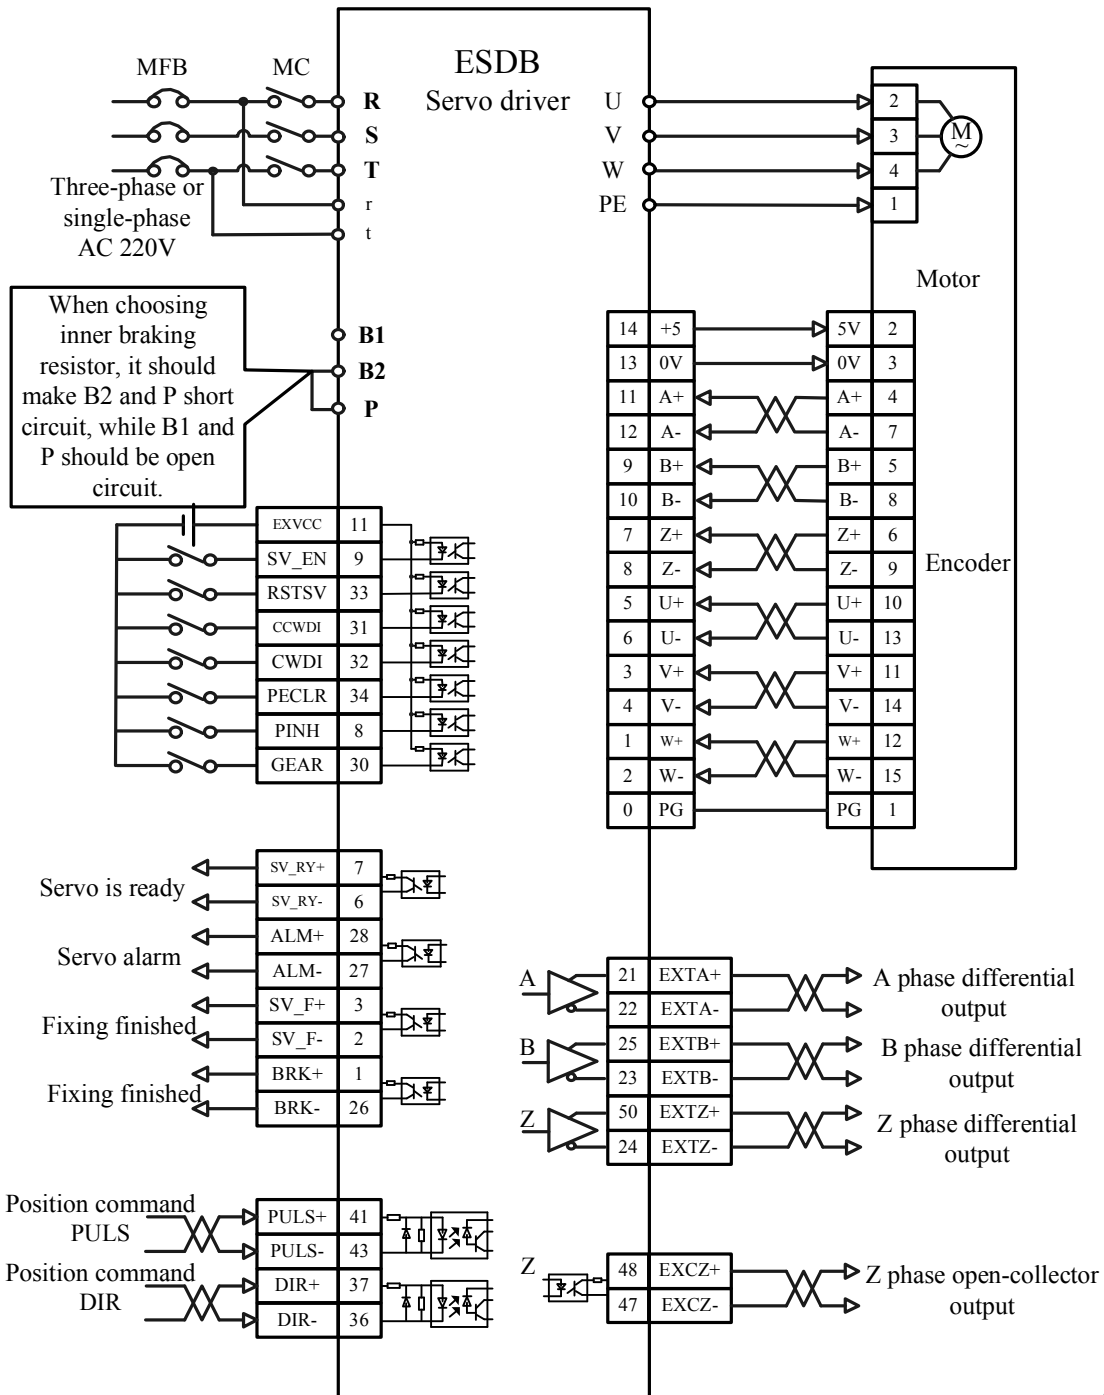 MFB
MC
ESDB
Servo driver
R
S
T
r
t
Three-phase or
single-phase
AC 220V
U
V
W
PE
2
3
4
1
M
~
Motor
When choosing
inner braking
resistor, it should
make B2 and P short
circuit, while B1 and
P should be open
circuit.
B1
B2
P
14 +5 5V 2
13 0V 0V 3
11 A+ A+ 4
12 A- A- 7
9 B+ B+ 5
10 B- B- 8
7 Z+ Z+ 6
8 Z- Z- 9
5 U+ U+ 10
6 U- U- 13
3 V+ V+ 11
4 V- V- 14
1 W+ W+ 12
2 W- W- 15
0 PG PG 1
Encoder
EXVCC 11
SV_EN 9
RSTSV 33
CCWDI 31
CWDI 32
PECLR 34
PINH 8
GEAR 30
Servo is ready
SV_RY+ 7
SV_RY- 6
Servo alarm
ALM+ 28
ALM- 27
Fixing finished
SV_F+ 3
SV_F- 2
Fixing finished
BRK+ 1
BRK- 26
A
21 EXTA+
22 EXTA-
A phase differential
output
B
25 EXTB+
23 EXTB-
B phase differential
output
Z
50 EXTZ+
24 EXTZ-
Z phase differential
output
Position command
PULS
PULS+ 41
PULS- 43
Position command
DIR
DIR+ 37
DIR- 36
Z
48 EXCZ+
47 EXCZ-
Z phase open-collector
output